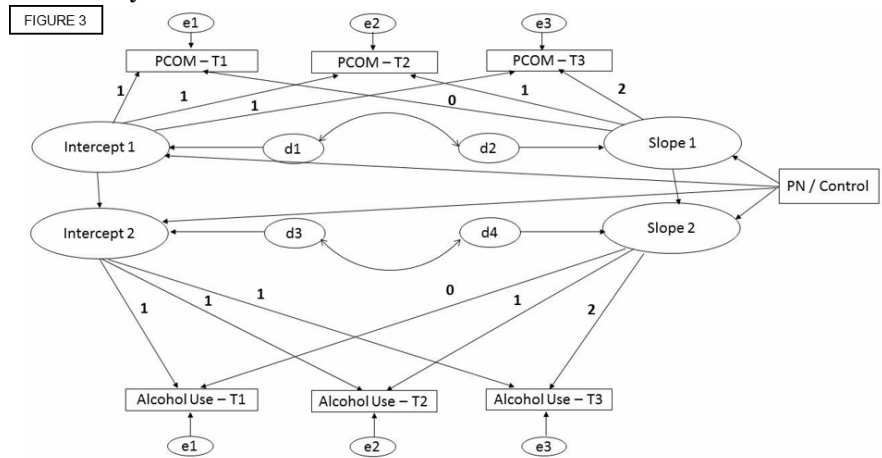 FIGURE 3
e1
e2
e3
PCOM – T1
PCOM – T2
PCOM – T3
1
1
1
0
1
2
Intercept 1
d1
d2
Slope 1
PN / Control
Intercept 2
d3
d4
Slope 2
1
1
1
0
1
2
Alcohol Use – T1
Alcohol Use – T2
Alcohol Use – T3
e1
e2
e3